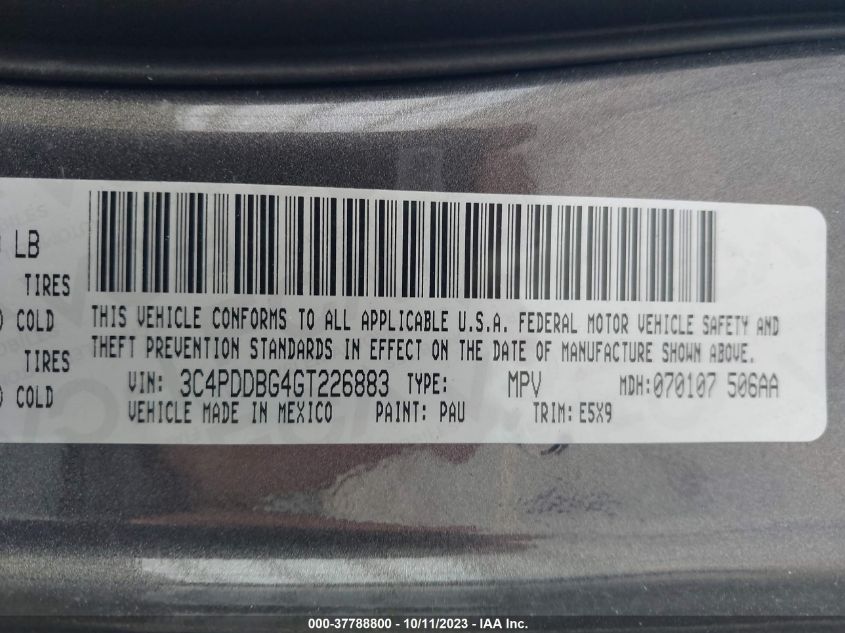 LB
TIRES
COLD
TIRES
COLD
THIS VEHICLE CONFORMS TO ALL APPLICABLE U.S.A. FEDERAL MOTOR VEHICLE SAFETY AND
THEFT PREVENTION STANDARDS IN EFFECT ON THE DATE OF MANUFACTURE SHOWN ABOVE.
VIN: 3C4PDDBG4GT226883 TYPE: MPV MDH:070107 506AA
VEHICLE MADE IN MEXICO PAINT: PAU TRIM: E5X9
000-37788800 - 10/11/2023 - IAA Inc.